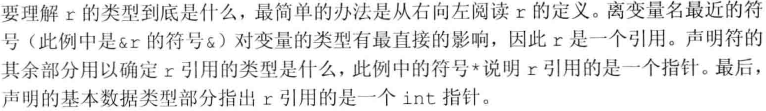 要理解 r 的类型到底是什么，最简单的办法是从右向左阅读 r 的定义。离变量名最近的符
号（此例中是&r 的符号&）对变量的类型有最直接的影响，因此 r 是一个引用。声明符的
其余部分用以确定 r 引用的类型是什么，此例中的符号*说明 r 引用的是一个指针。最后，
声明的基本数据类型部分指出 r 引用的是一个 int 指针。